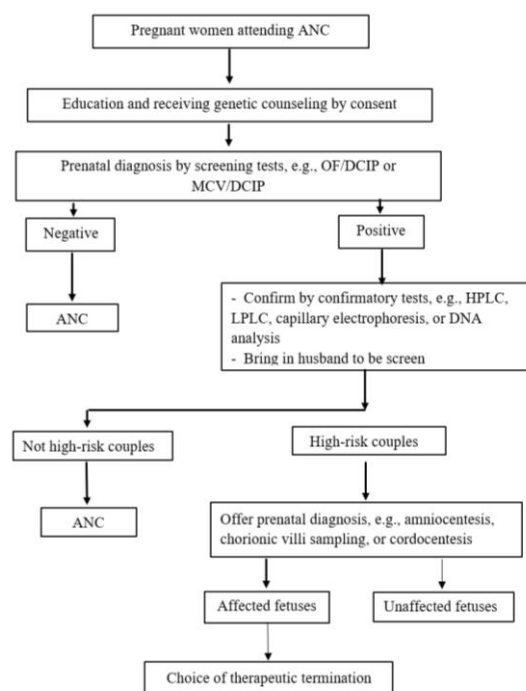 Pregnant women attending ANC
Education and receiving genetic counseling by consent
Prenatal diagnosis by screening tests, e.g., OF/DCIP or
MCV/DCIP
Negative
Positive
ANC
- Confirm by confirmatory tests, e.g., HPLC,
LPLC, capillary electrophoresis, or DNA
analysis
- Bring in husband to be screen
Not high-risk couples
High-risk couples
ANC
Offer prenatal diagnosis, e.g., amniocentesis,
chorionic villi sampling, or cordocentesis
Affected fetuses
Unaffected fetuses
Choice of therapeutic termination